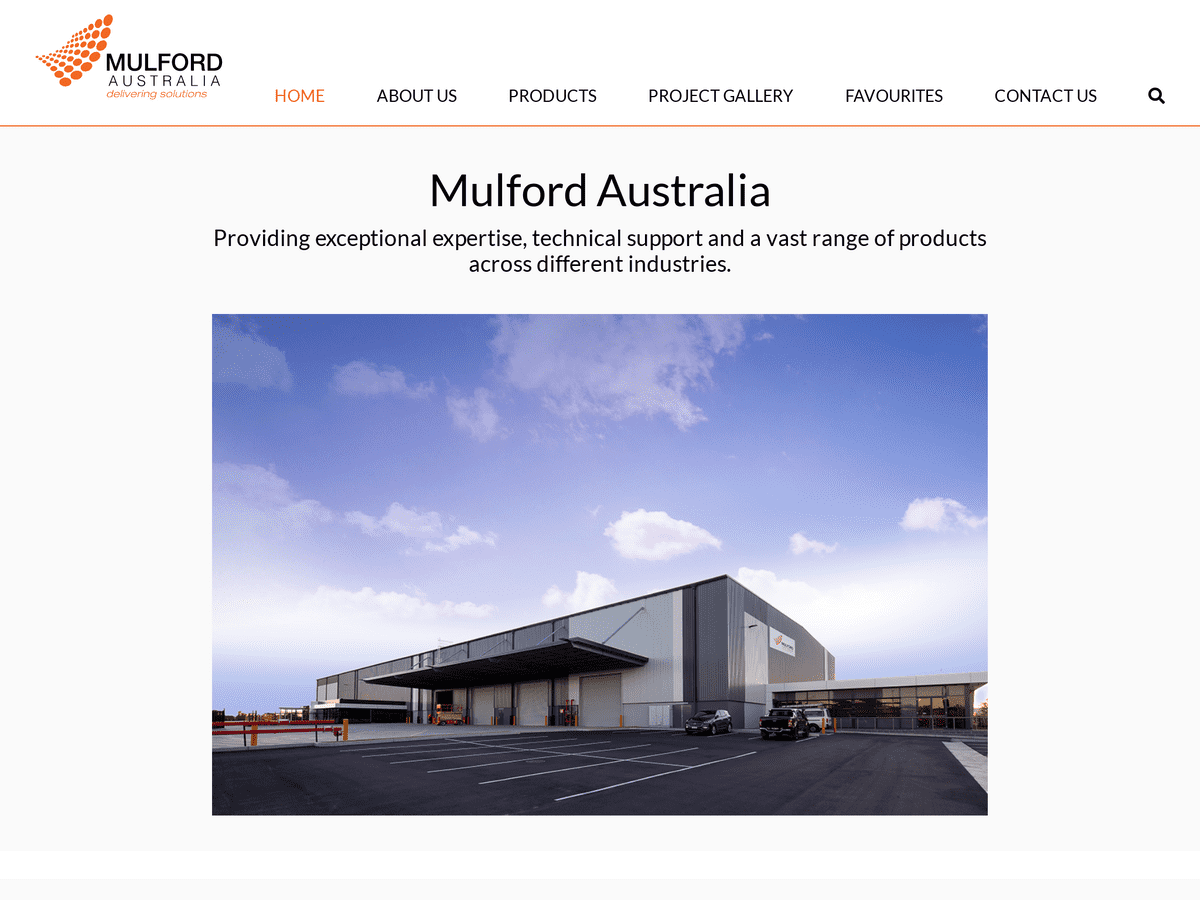 MULFORD
AUSTRALIA
delivering solutions
HOME ABOUT US PRODUCTS PROJECT GALLERY FAVOURITES CONTACT US
Mulford Australia
Providing exceptional expertise, technical support and a vast range of products
across different industries.
MULFORD